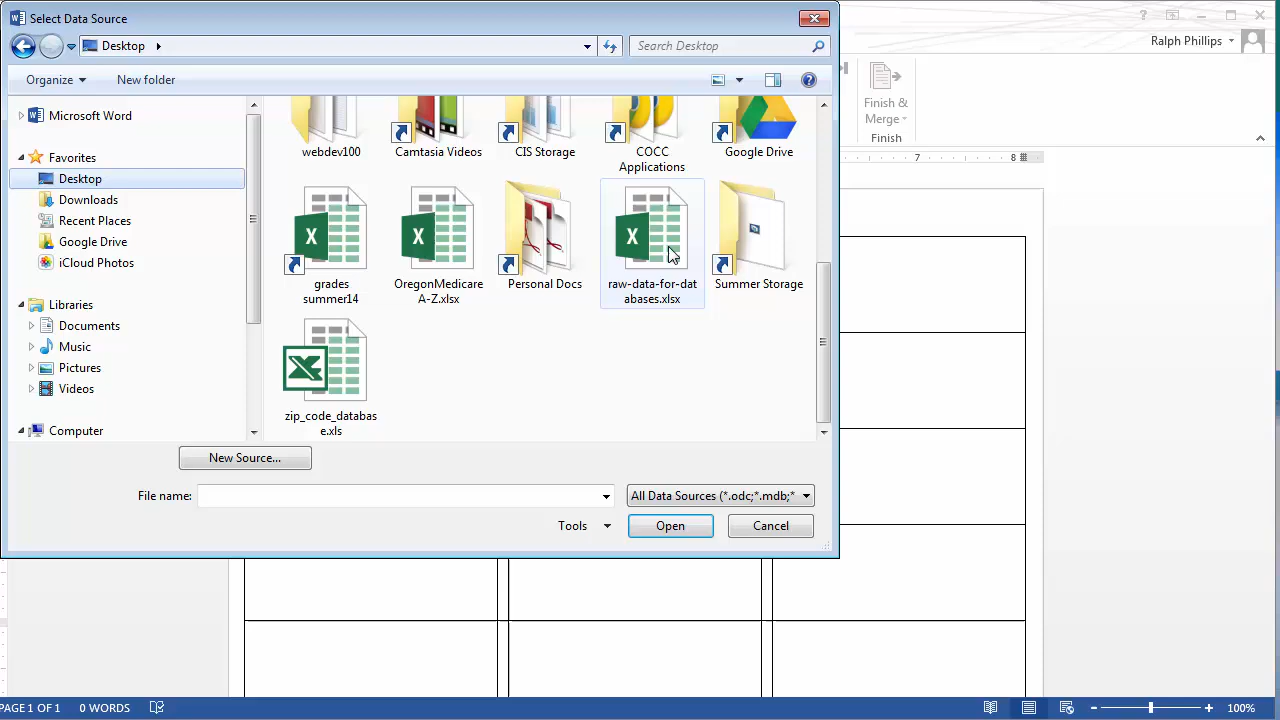 Select Data Source
Desktop
Search Desktop
Organize
New folder
Microsoft Word
Favorites
Desktop
Downloads
Recent Places
Google Drive
iCloud Photos
Libraries
Documents
Music
Pictures
Videos
Computer
webdev100
Camtasia Videos
CIS Storage
COCC
Applications
Google Drive
grades
summer14
OregonMedicare
A-Z.xlsx
Personal Docs
raw-data-for-dat
abases.xlsx
Summer Storage
zip_code_databas
e.xls
New Source...
File name:
All Data Sources (*.odc;*.mdb;*
Tools
Open
Cancel
Ralph Phillips
Finish &
Merge
Finish
7
8
PAGE 1 OF 1
0 WORDS
100%